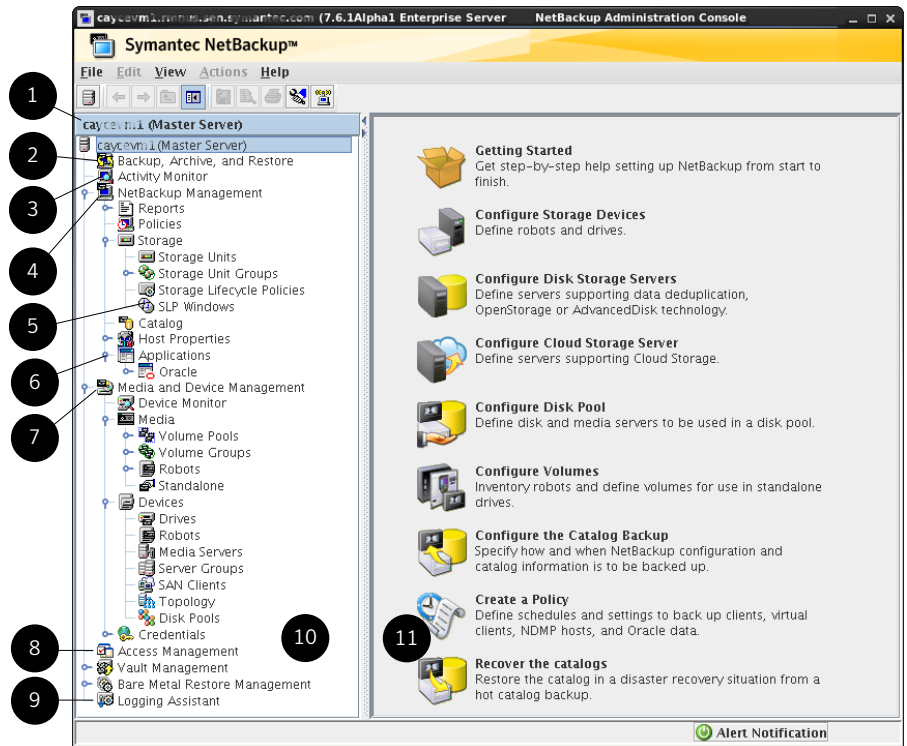 (7.6.1Alpha1 Enterprise Server NetBackup Administration Console
Symantec NetBackup™
File Edit View Actions Help
1
caycevm1 (Master Server)
caycevm1 (Master Server)
2
Backup, Archive, and Restore
Activity Monitor
3
NetBackup Management
Reports
Policies
4
Storage
Storage Units
Storage Unit Groups
Storage Lifecycle Policies
5
SLP Windows
Catalog
Host Properties
6
Applications
Oracle
7
Media and Device Management
Device Monitor
Media
Volume Pools
Volume Groups
Robots
Standalone
Devices
Drives
Robots
Media Servers
Server Groups
SAN Clients
Topology
Disk Pools
Credentials
8
Access Management
Vault Management
Bare Metal Restore Management
9
Logging Assistant
10
11
Getting Started
Get step-by-step help setting up NetBackup from start to
finish.
Configure Storage Devices
Define robots and drives.
Configure Disk Storage Servers
Define servers supporting data deduplication,
OpenStorage or AdvancedDisk technology.
Configure Cloud Storage Server
Define servers supporting Cloud Storage.
Configure Disk Pool
Define disk and media servers to be used in a disk pool.
Configure Volumes
Inventory robots and define volumes for use in standalone
drives.
Configure the Catalog Backup
Specify how and when NetBackup configuration and
catalog information is to be backed up.
Create a Policy
Define schedules and settings to back up clients, virtual
clients, NDMP hosts, and Oracle data.
Recover the catalogs
Restore the catalog in a disaster recovery situation from a
hot catalog backup.
Alert Notification